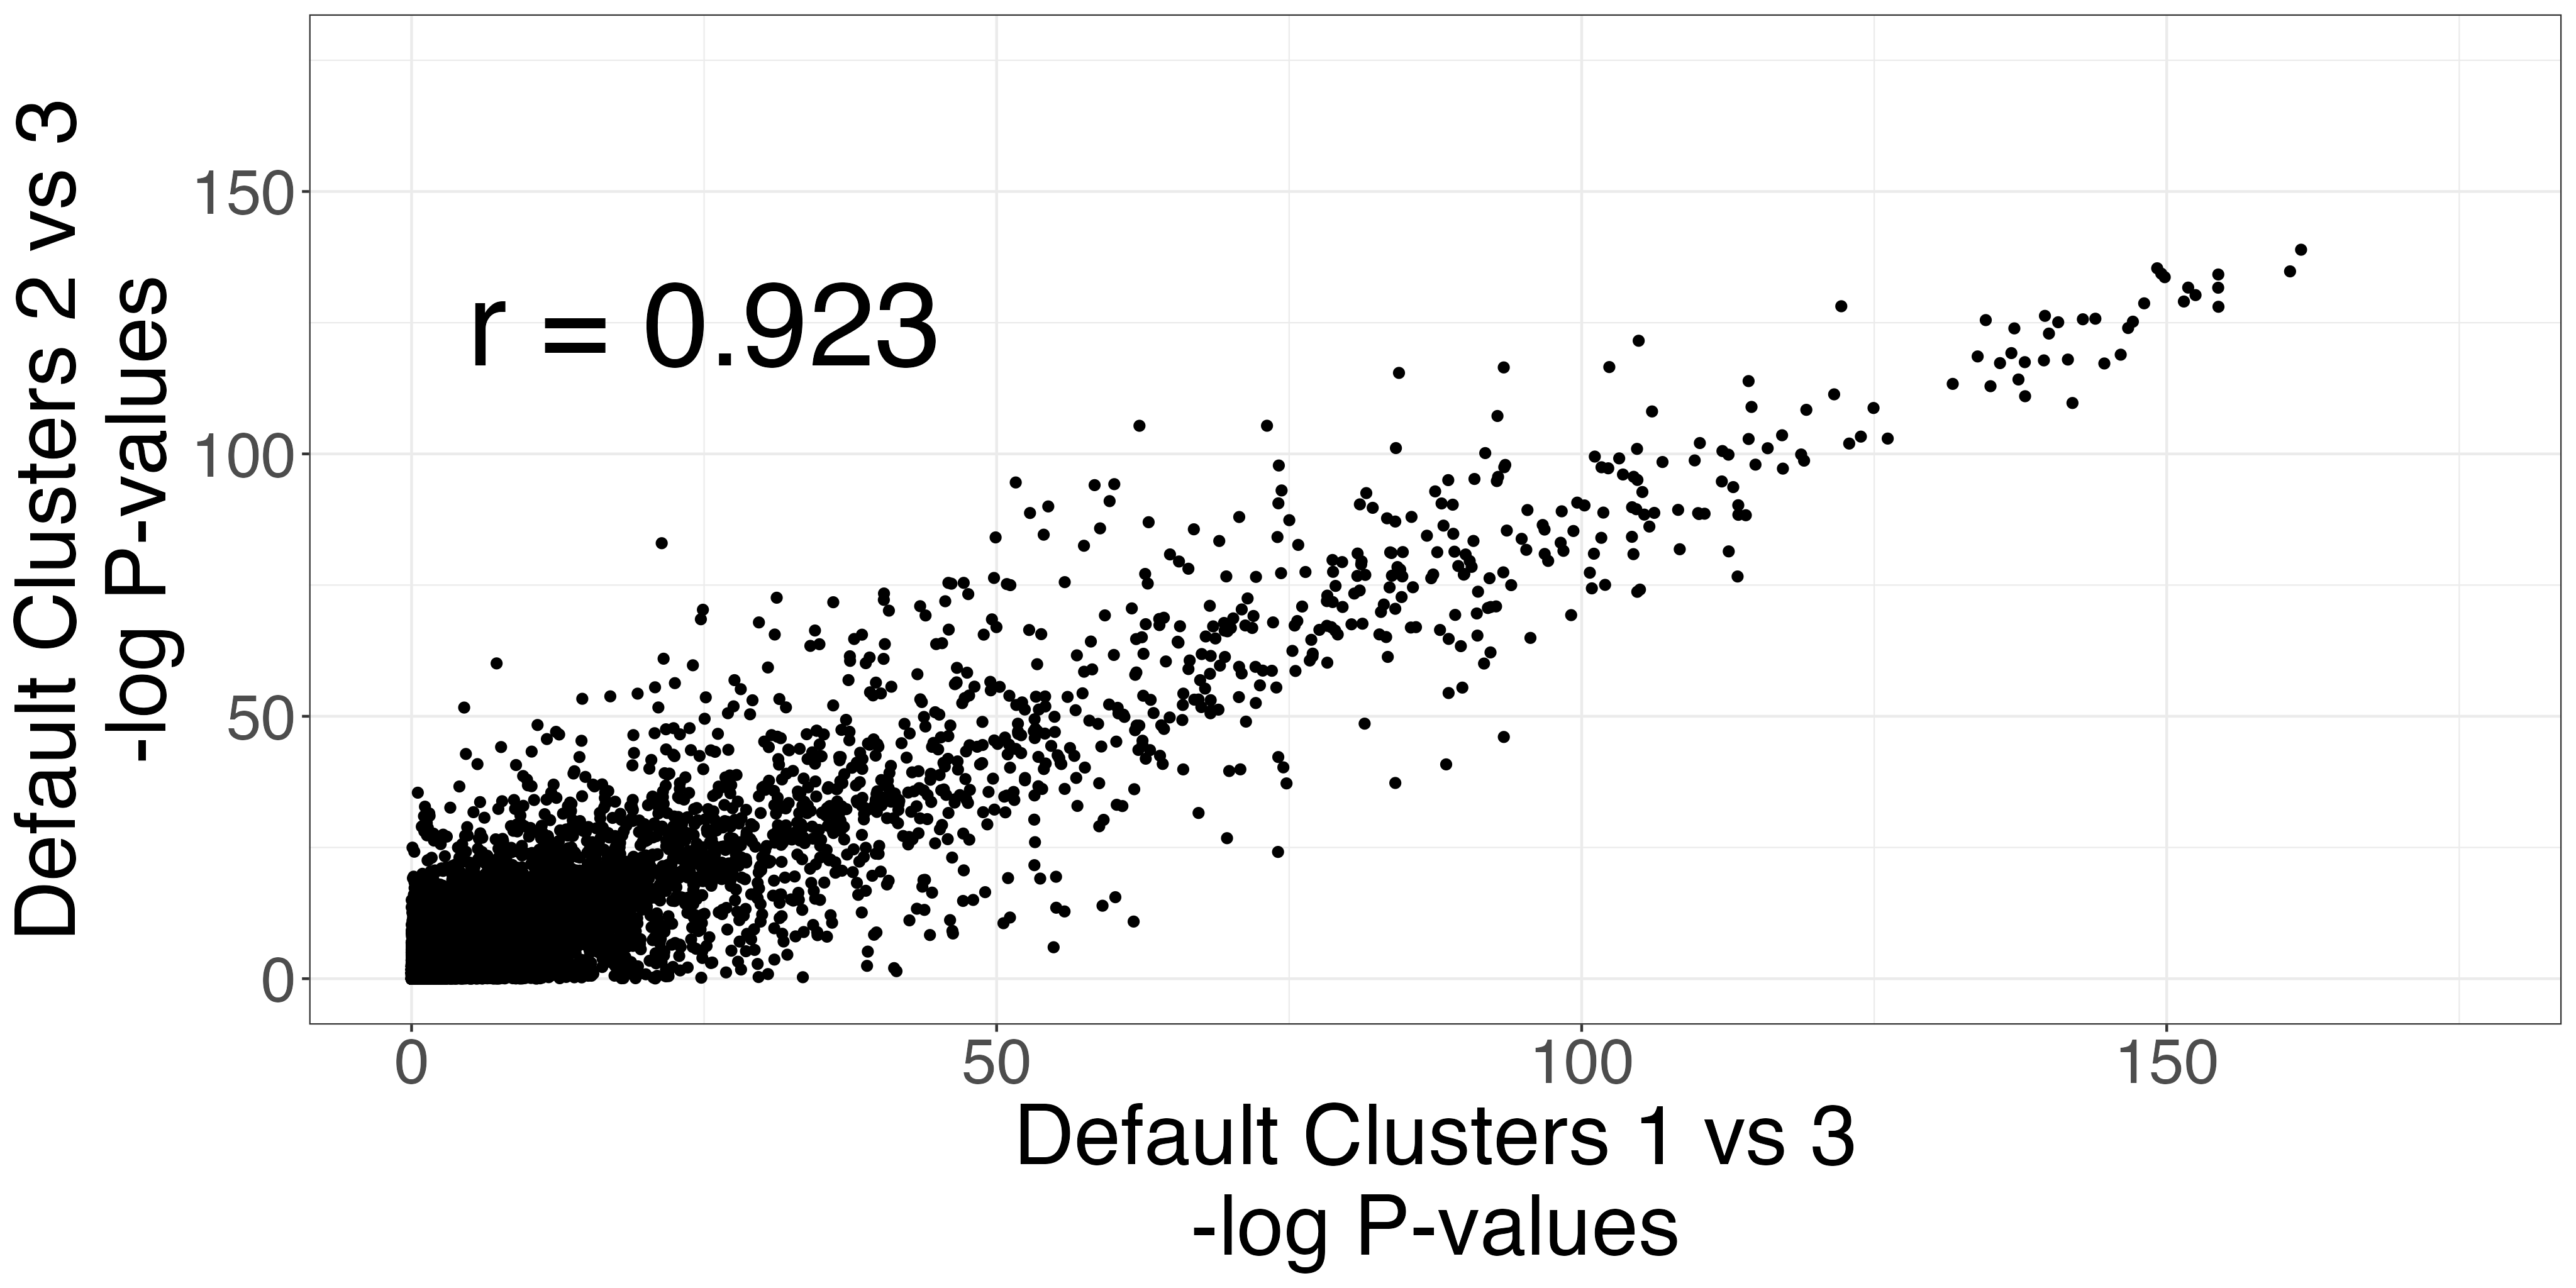 Default Clusters 2 vs 3
-log P-values
150
100
50
0
r = 0.923
0 50 100 150
Default Clusters 1 vs 3
-log P-values